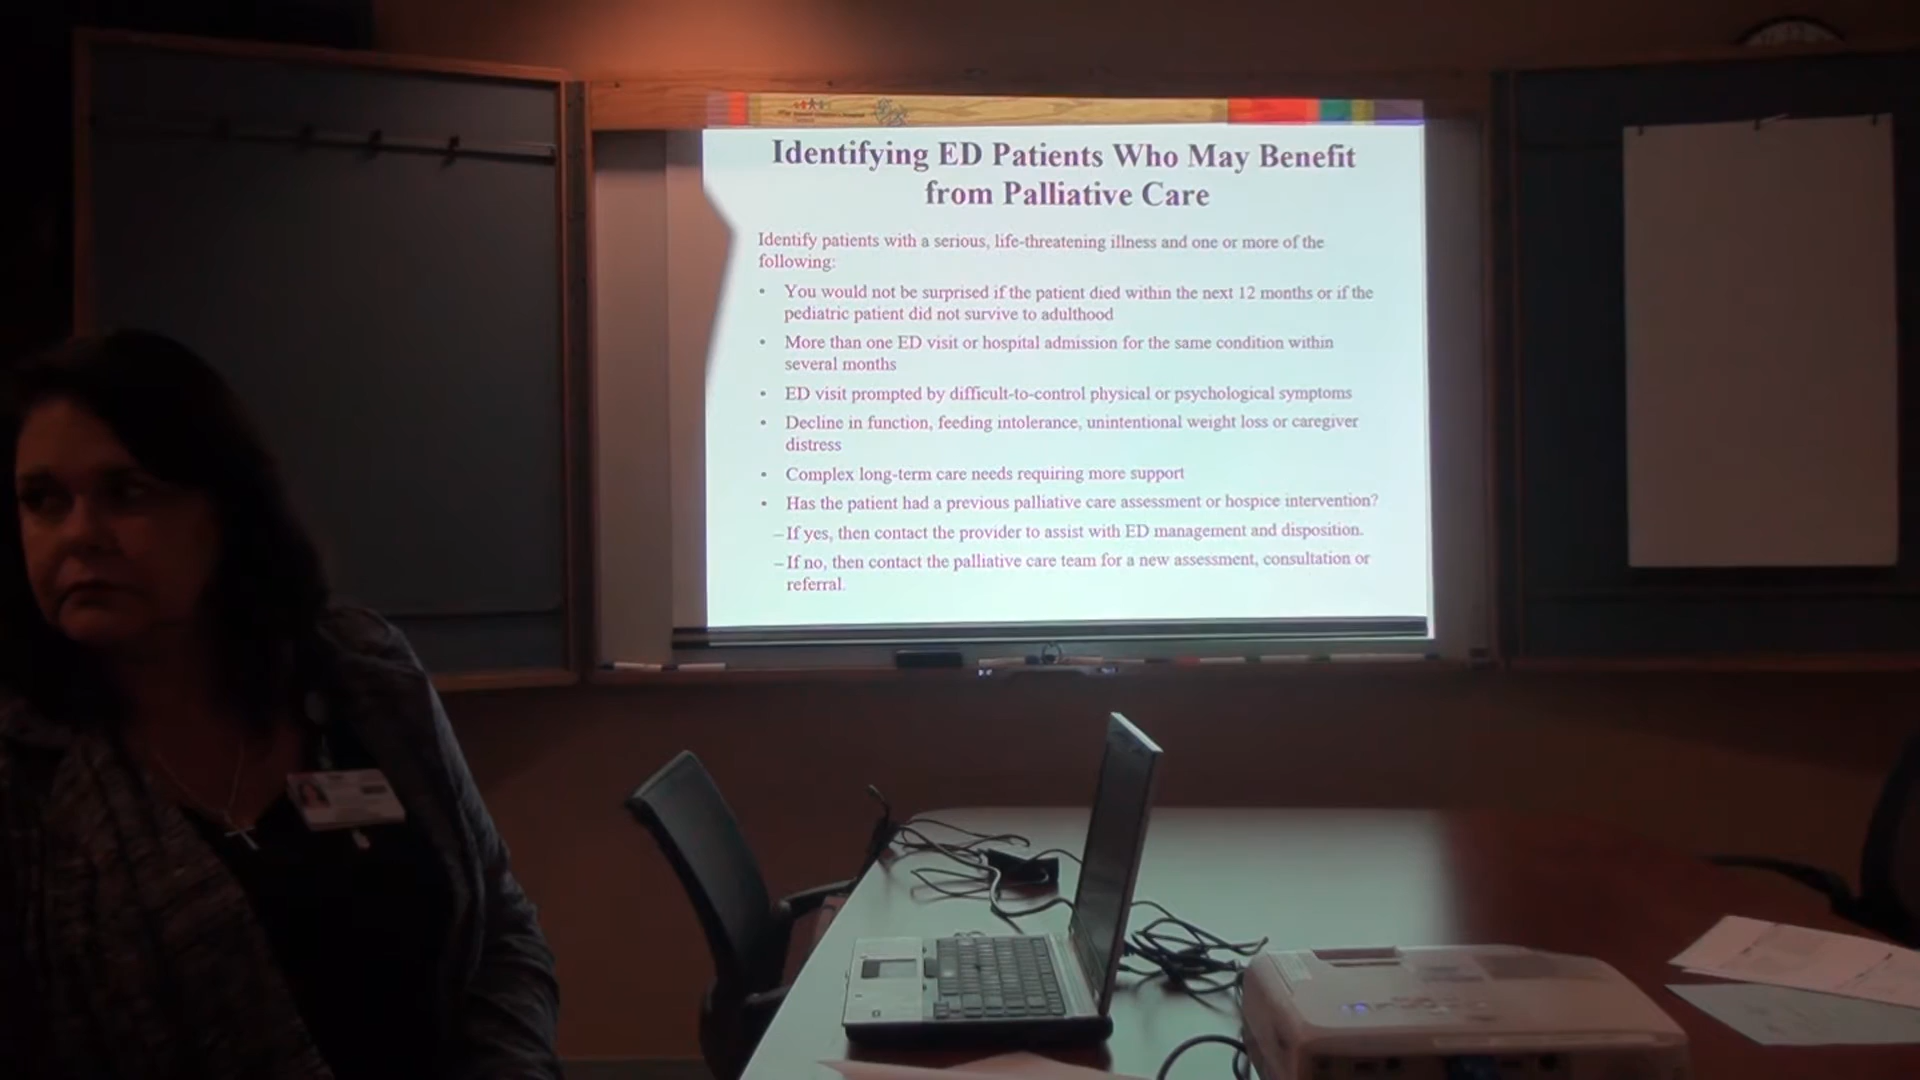 Identifying ED Patients Who May Benefit
from Palliative Care
Identify patients with a serious, life-threatening illness and one or more of the
following:
• You would not be surprised if the patient died within the next 12 months or if the
pediatric patient did not survive to adulthood
• More than one ED visit or hospital admission for the same condition within
several months
• ED visit prompted by difficult-to-control physical or psychological symptoms
• Decline in function, feeding intolerance, unintentional weight loss or caregiver
distress
• Complex long-term care needs requiring more support
• Has the patient had a previous palliative care assessment or hospice intervention?
– If yes, then contact the provider to assist with ED management and disposition.
– If no, then contact the palliative care team for a new assessment, consultation or
referral.